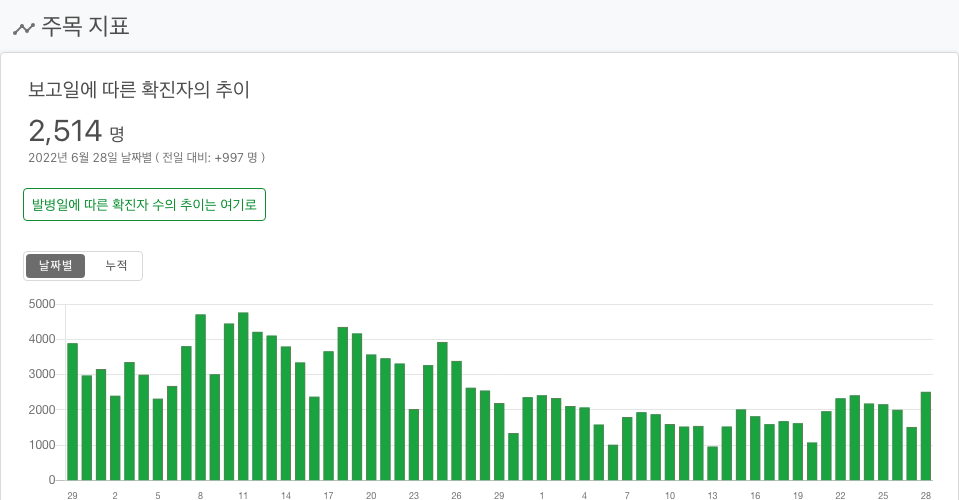 주목 지표
보고일에 따른 확진자의 추이
2,514 명
2022년 6월 28일 날짜별 ( 전일 대비: +997 명 )
발병일에 따른 확진자 수의 추이는 여기로
날짜별 누적
5000
4000
3000
2000
1000
0
29 2 5 8 11 14 17 20 23 26 29 1 4 7 10 13 16 19 22 25 28